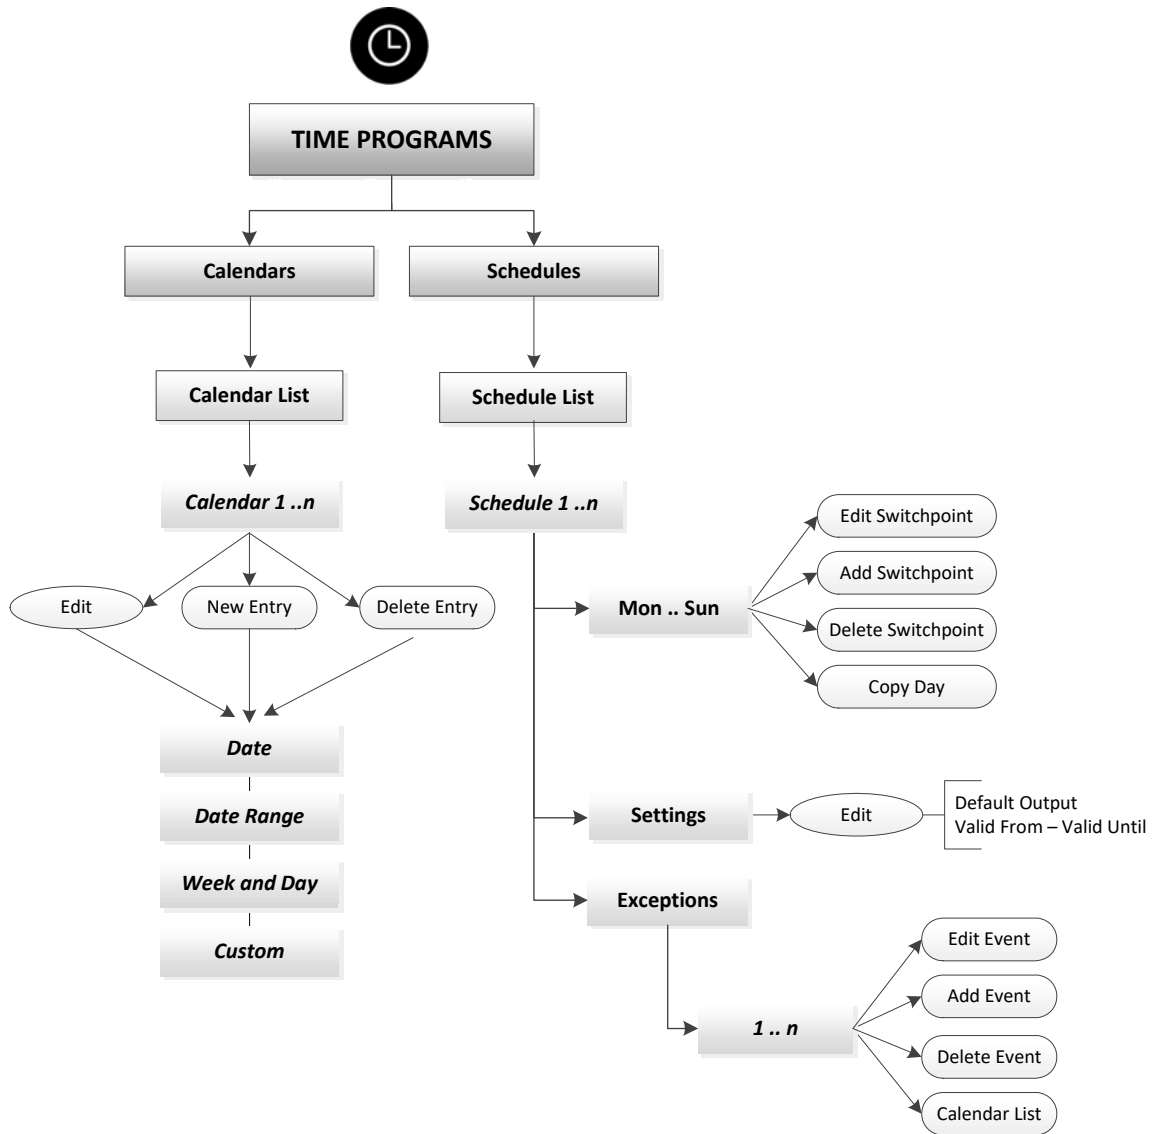 TIME PROGRAMS
Calendars
Schedules
Calendar List
Schedule List
Calendar 1 ..n
Schedule 1 ..n
Edit
New Entry
Delete Entry
Date
Date Range
Week and Day
Custom
Mon .. Sun
Edit Switchpoint
Add Switchpoint
Delete Switchpoint
Copy Day
Settings
Edit
Default Output
Valid From – Valid Until
Exceptions
1 .. n
Edit Event
Add Event
Delete Event
Calendar List